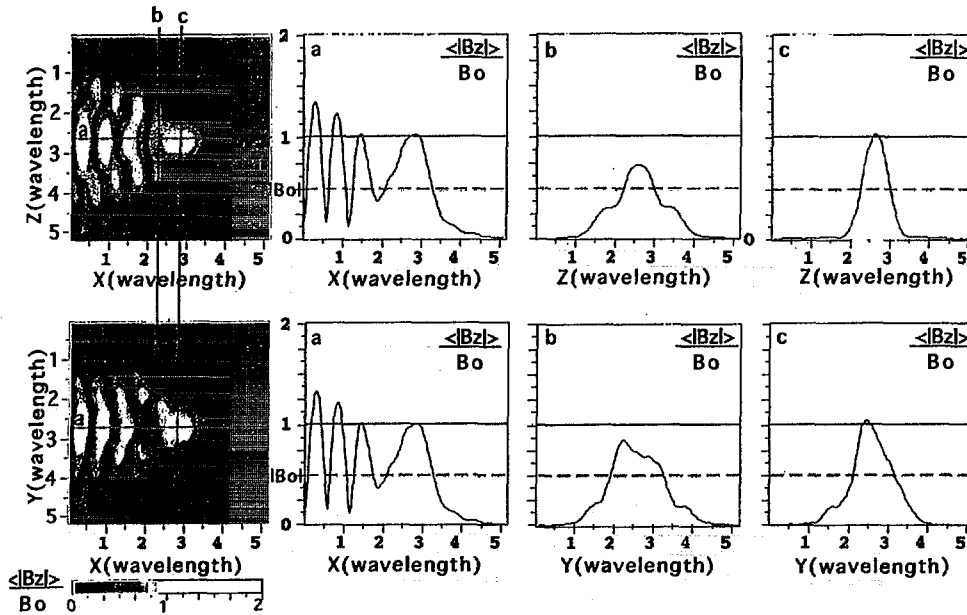 b c
Z(wavelength)
1
2
3
4
5
a
1 2 3 4 5
X(wavelength)
a
<|Bz|>
Bo
2
1
|Bo|
0
1 2 3 4 5
X(wavelength)
b
<|Bz|>
Bo
1 2 3 4 5
Z(wavelength)
c
<|Bz|>
Bo
0
1 2 3 4 5
Z(wavelength)
Y(wavelength)
1
2
3
4
5
a
1 2 3 4 5
X(wavelength)
a
<|Bz|>
Bo
2
1
|Bo|
0
1 2 3 4 5
X(wavelength)
b
<|Bz|>
Bo
1 2 3 4 5
Y(wavelength)
c
<|Bz|>
Bo
1 2 3 4 5
Y(wavelength)
<|Bz|>
Bo
0 1 2